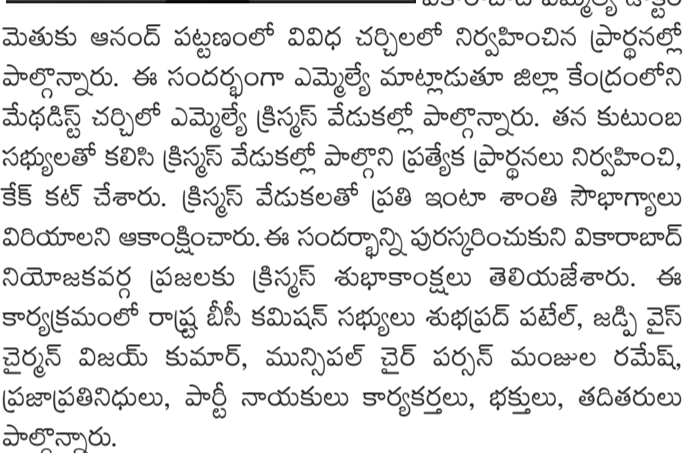 వికారాబాద్ ఎమ్మెల్యే డాక్టర్
మెతుకు ఆనంద్ పట్టణంలో వివిధ చర్చిలలో నిర్వహించిన ప్రార్థనల్లో
పాల్గొన్నారు. ఈ సందర్భంగా ఎమ్మెల్యే మాట్లాడుతూ జిల్లా కేంద్రంలోని
మేథడిస్ట్ చర్చిలో ఎమ్మెల్యే క్రిస్మస్ వేడుకల్లో పాల్గొన్నారు. తన కుటుంబ
సభ్యులతో కలిసి క్రిస్మస్ వేడుకల్లో పాల్గొని ప్రత్యేక ప్రార్థనలు నిర్వహించి,
కేక్ కట్ చేశారు. క్రిస్మస్ వేడుకలతో ప్రతి ఇంటా శాంతి సౌభాగ్యాలు
విరియాలని ఆకాంక్షించారు. ఈ సందర్భాన్ని పురస్కరించుకుని వికారాబాద్
నియోజకవర్గ ప్రజలకు క్రిస్మస్ శుభాకాంక్షలు తెలియజేశారు. ఈ
కార్యక్రమంలో రాష్ట్ర బీసీ కమిషన్ సభ్యులు శుభప్రద్ పటేల్, జడ్పి వైస్
చైర్మన్ విజయ్ కుమార్, మున్సిపల్ చైర్ పర్సన్ మంజుల రమేష్,
ప్రజాప్రతినిధులు, పార్టీ నాయకులు కార్యకర్తలు, భక్తులు, తదితరులు
పాల్గొన్నారు.